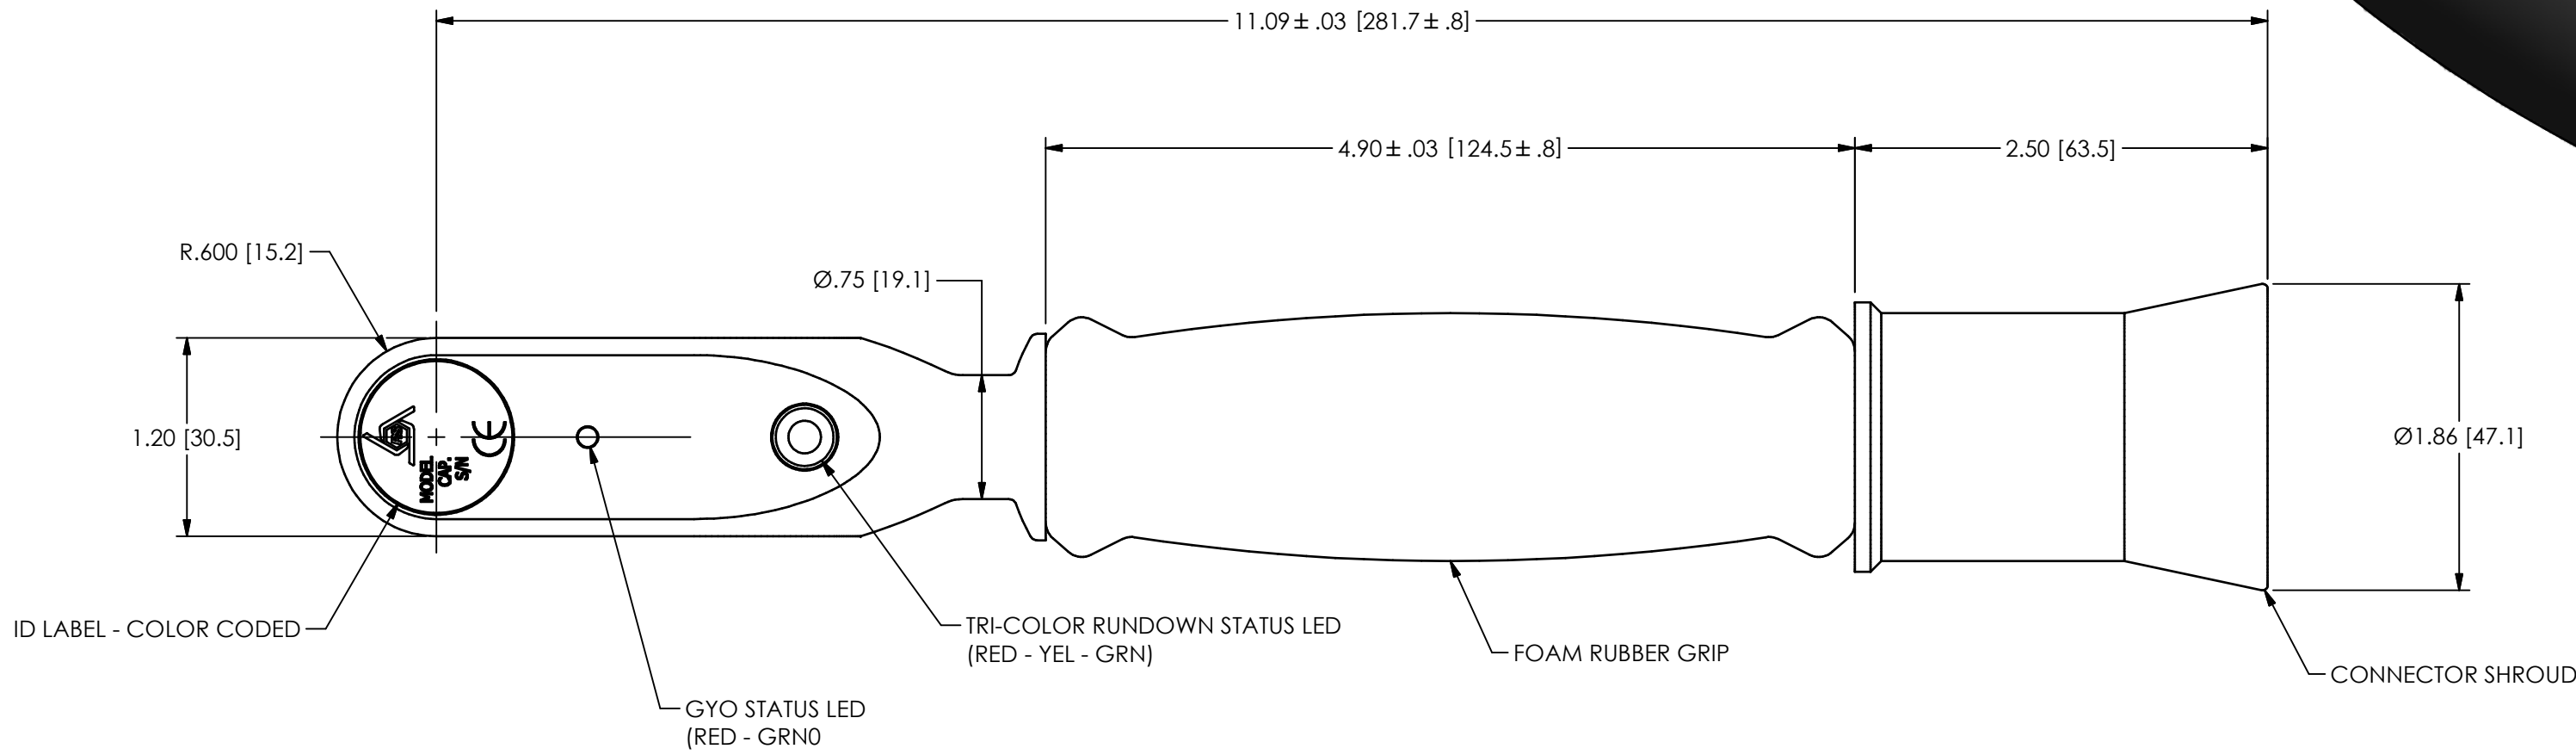 11.09± .03 [281.7± .8]
4.90± .03 [124.5± .8]
2.50 [63.5]
R.600 [15.2]
Ø.75 [19.1]
1.20 [30.5]
Ø1.86 [47.1]
CE
MODEL
CAP.
S/N
ID LABEL - COLOR CODED
TRI-COLOR RUNDOWN STATUS LED
(RED - YEL - GRN)
FOAM RUBBER GRIP
CONNECTOR SHROUD
GYO STATUS LED
(RED - GRN0